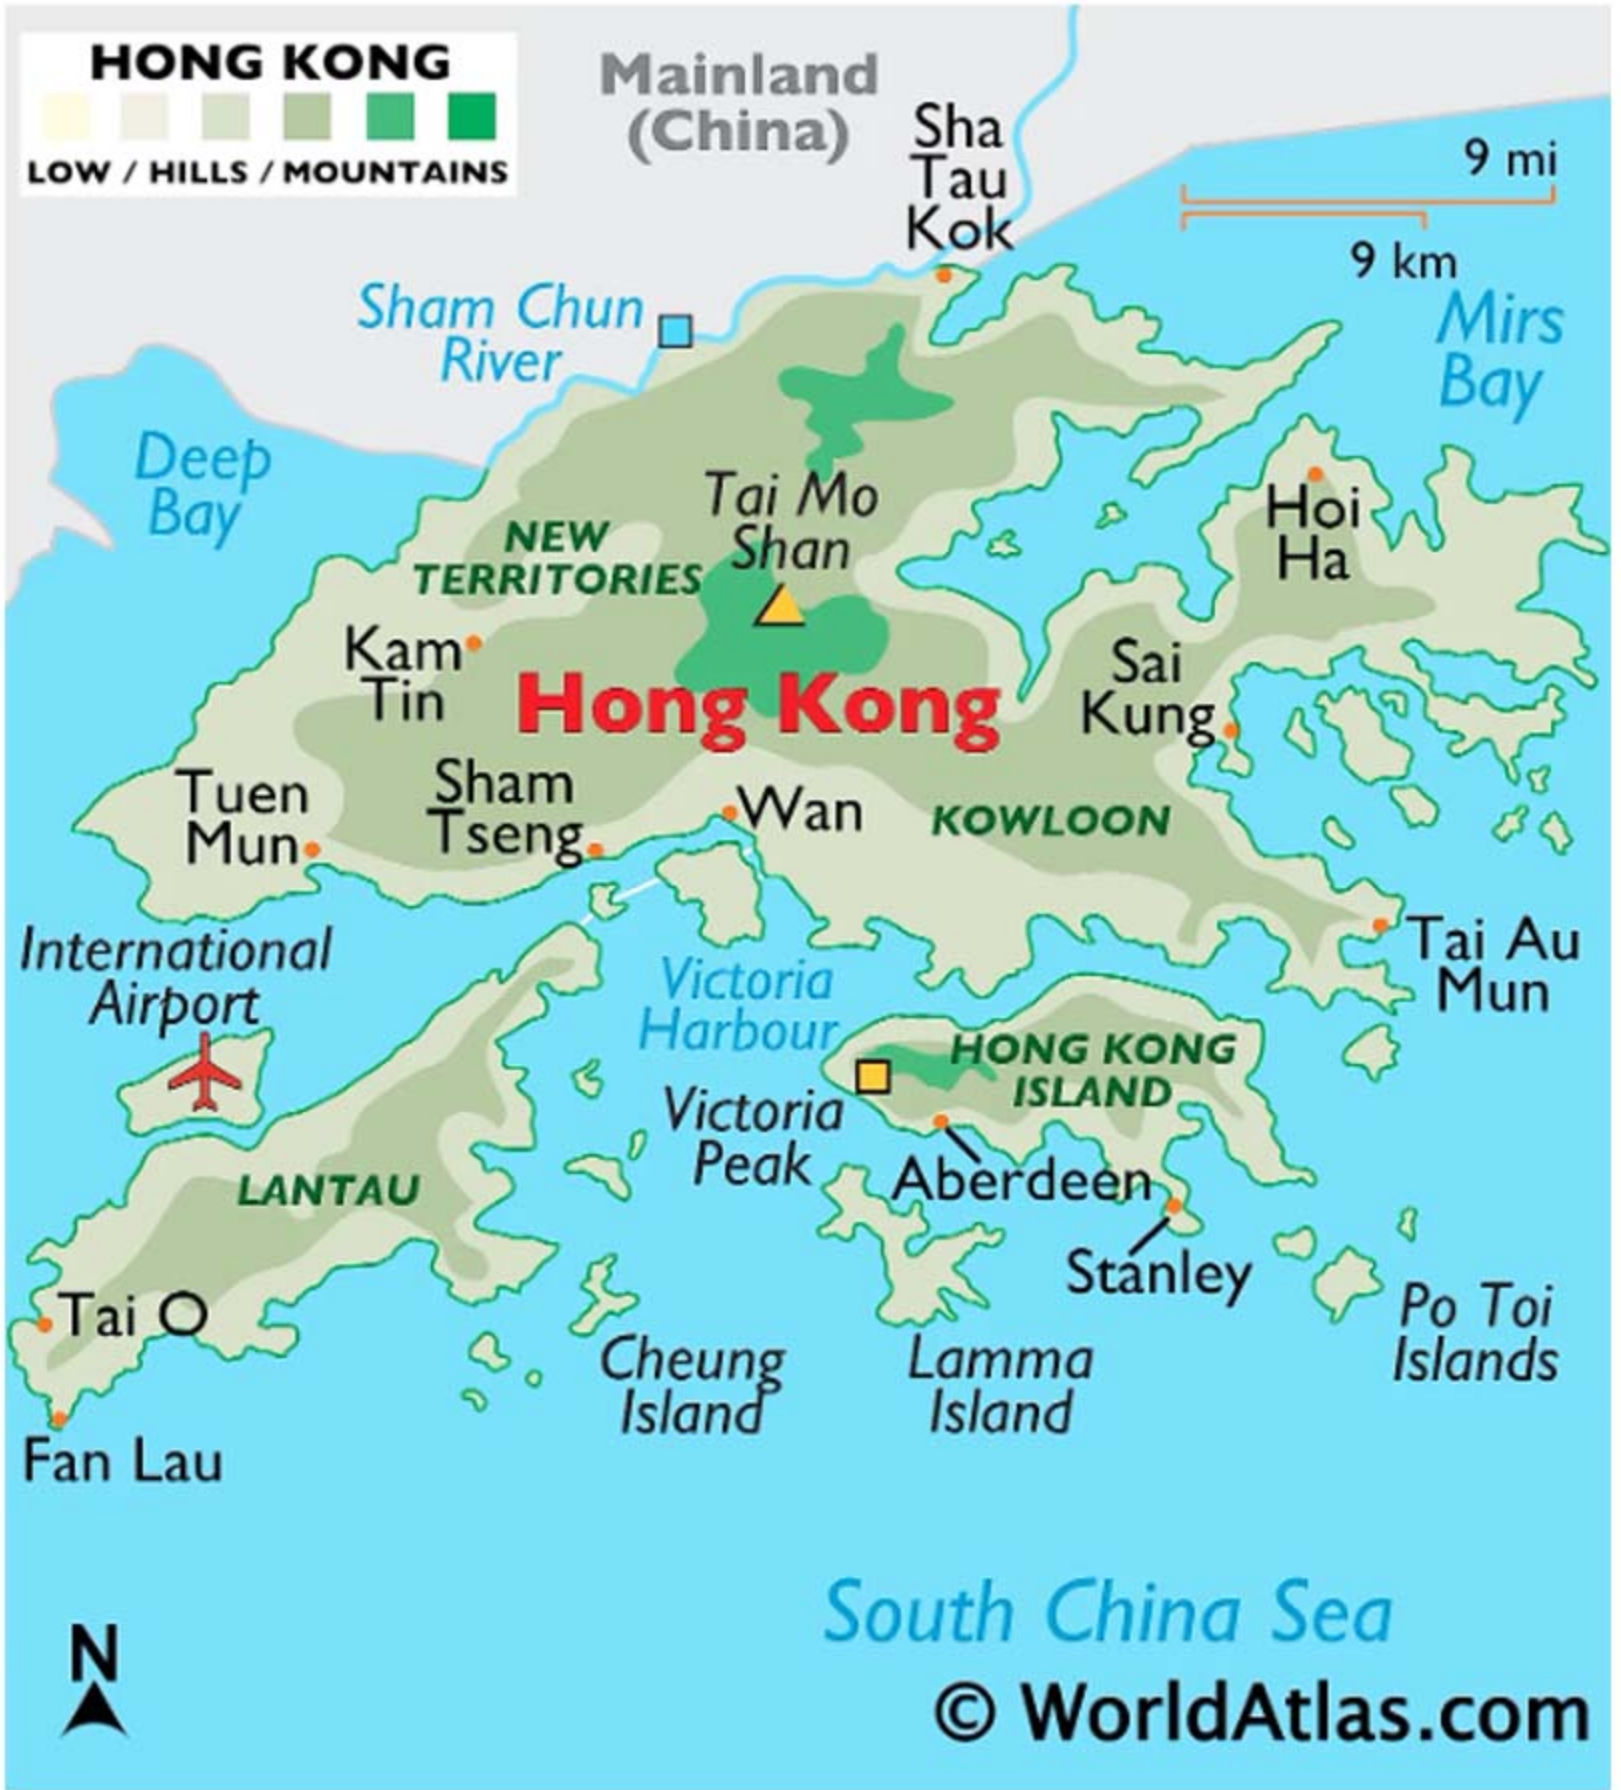 HONG KONG
LOW / HILLS / MOUNTAINS
Mainland
(China)
Sha
Tau
Kok
9 mi
9 km
Mirs
Bay
Sham Chun
River
Deep
Bay
Tai Mo
Shan
NEW
TERRITORIES
Hoi
Ha
Kam
Tin
Hong Kong
Sai
Kung
Tuen
Mun
Sham
Tseng
Wan
KOWLOON
Tai Au
Mun
International
Airport
Victoria
Harbour
HONG KONG
ISLAND
Victoria
Peak
Aberdeen
LANTAU
Stanley
Tai O
Po Toi
Islands
Cheung
Island
Lamma
Island
Fan Lau
South China Sea
N
© WorldAtlas.com